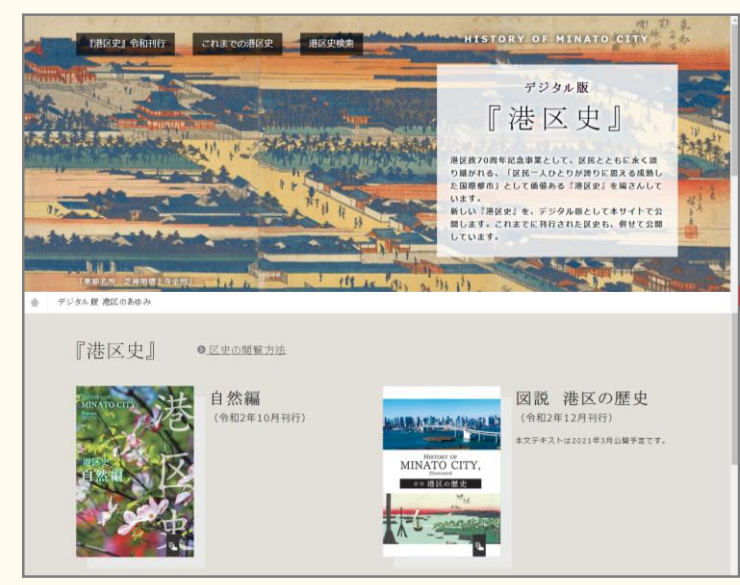 『港区史』令和刊行　これまでの港区史　港区史検索
HISTORY OF MINATO CITY
デジタル版
『港区史』
港区政70周年記念事業として、区民とともに永く語
り継がれる、「区民一人ひとりが誇りに思える成熟し
た国際都市」として価値ある『港区史』を編さんして
います。
新しい『港区史』を、デジタル版として本サイトで公
開します。これまでに刊行された区史も、併せて公開
しています。
「東都名所　芝神明増上寺全図」
デジタル版 港区のあゆみ
『港区史』
区史の閲覧方法
HISTORY OF
MINATO CITY
Nature
港区史
港区史
自然編
自然編
（令和2年10月刊行）
HISTORY OF
MINATO CITY,
Illustrated
図説 港区の歴史
図説 港区の歴史
（令和2年12月刊行）
本文テキストは2021年3月公開予定です。